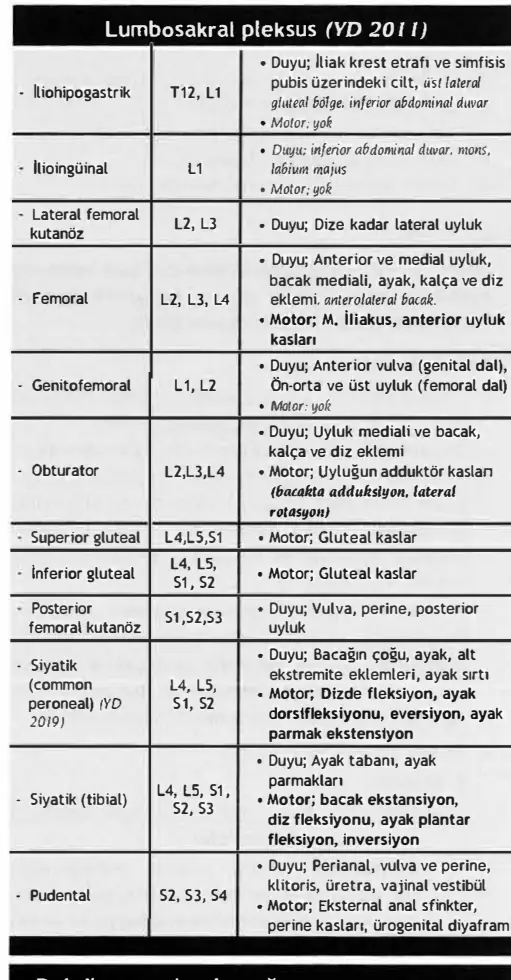 Lumbosakral pleksus (YD 2011)
- İliohipogastrik
T12, L1
• Duyu; İliak krest etrafı ve simfisis
pubis üzerindeki cilt, üst lateral
gluteal bölge, inferior abdominal duvar
• Motor; yok
- İlioingüinal
L1
• Duyu; inferior abdominal duvar, mons,
labium majus
• Motor; yok
- Lateral femoral
kutanöz
L2, L3
• Duyu; Dize kadar lateral uyluk
- Femoral
L2, L3, L4
• Duyu; Anterior ve medial uyluk,
bacak mediali, ayak, kalça ve diz
eklemi. anterolateral bacak.
• Motor; M. İliakus, anterior uyluk
kasları
- Genitofemoral
L1, L2
• Duyu; Anterior vulva (genital dal),
Ön-orta ve üst uyluk (femoral dal)
• Motor: yok
- Obturator
L2,L3,L4
• Duyu; Uyluk mediali ve bacak,
kalça ve diz eklemi
• Motor; Uyluğun adduktör kasları
(bacakta adduksiyon, lateral
rotasyon)
- Superior gluteal
L4,L5,S1
• Motor; Gluteal kaslar
- İnferior gluteal
L4, L5,
S1, S2
• Motor; Gluteal kaslar
- Posterior
femoral kutanöz
S1,S2,S3
• Duyu; Vulva, perine, posterior
uyluk
- Siyatik
(common
peroneal) (YD
2019)
L4, L5,
S1, S2
• Duyu; Bacağın çoğu, ayak, alt
ekstremite eklemleri, ayak sırtı
• Motor; Dizde fleksiyon, ayak
dorsifleksiyonu, eversiyon, ayak
parmak ekstensiyon
- Siyatik (tibial)
L4, L5, S1,
S2, S3
• Duyu; Ayak tabanı, ayak
parmakları
• Motor; bacak ekstansiyon,
diz fleksiyonu, ayak plantar
fleksiyon, inversiyon
- Pudental
S2, S3, S4
• Duyu; Perianal, vulva ve perine,
klitoris, üretra, vajinal vestibül
• Motor; Eksternal anal sfinkter,
perine kasları, ürogenital diyafram